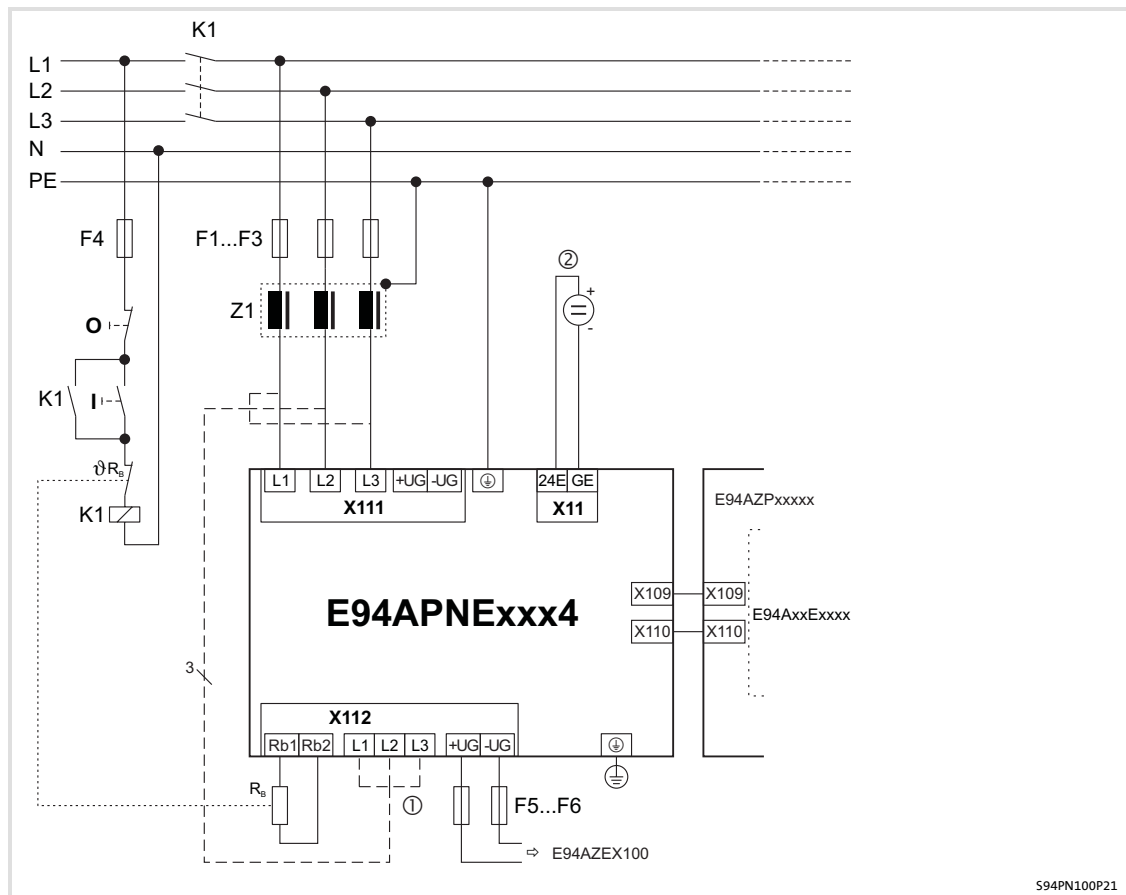 K1
L1
L2
L3
N
PE
F4
F1...F3
②
+
-
Z1
O
K1
I
ϑRB
K1
L1 L2 L3 +UG -UG
X111
24E GE
X11
E94AZPxxxxx
E94APNExxx4
X109 X109
E94AxxExxxx
X110 X110
3
X112
Rb1 Rb2 L1 L2 L3 +UG -UG
RB
①
F5...F6
⇨ E94AZEX100
S94PN100P21